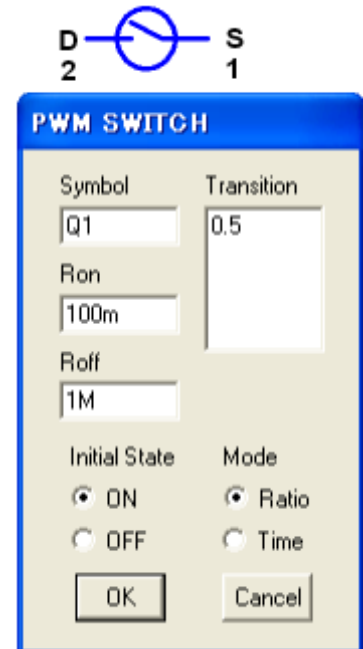 D S
2 1
PWM SWITCH
Symbol Transition
Q1 0.5
Ron
100m
Roff
1M
Initial State Mode
ON Ratio
OFF Time
OK Cancel